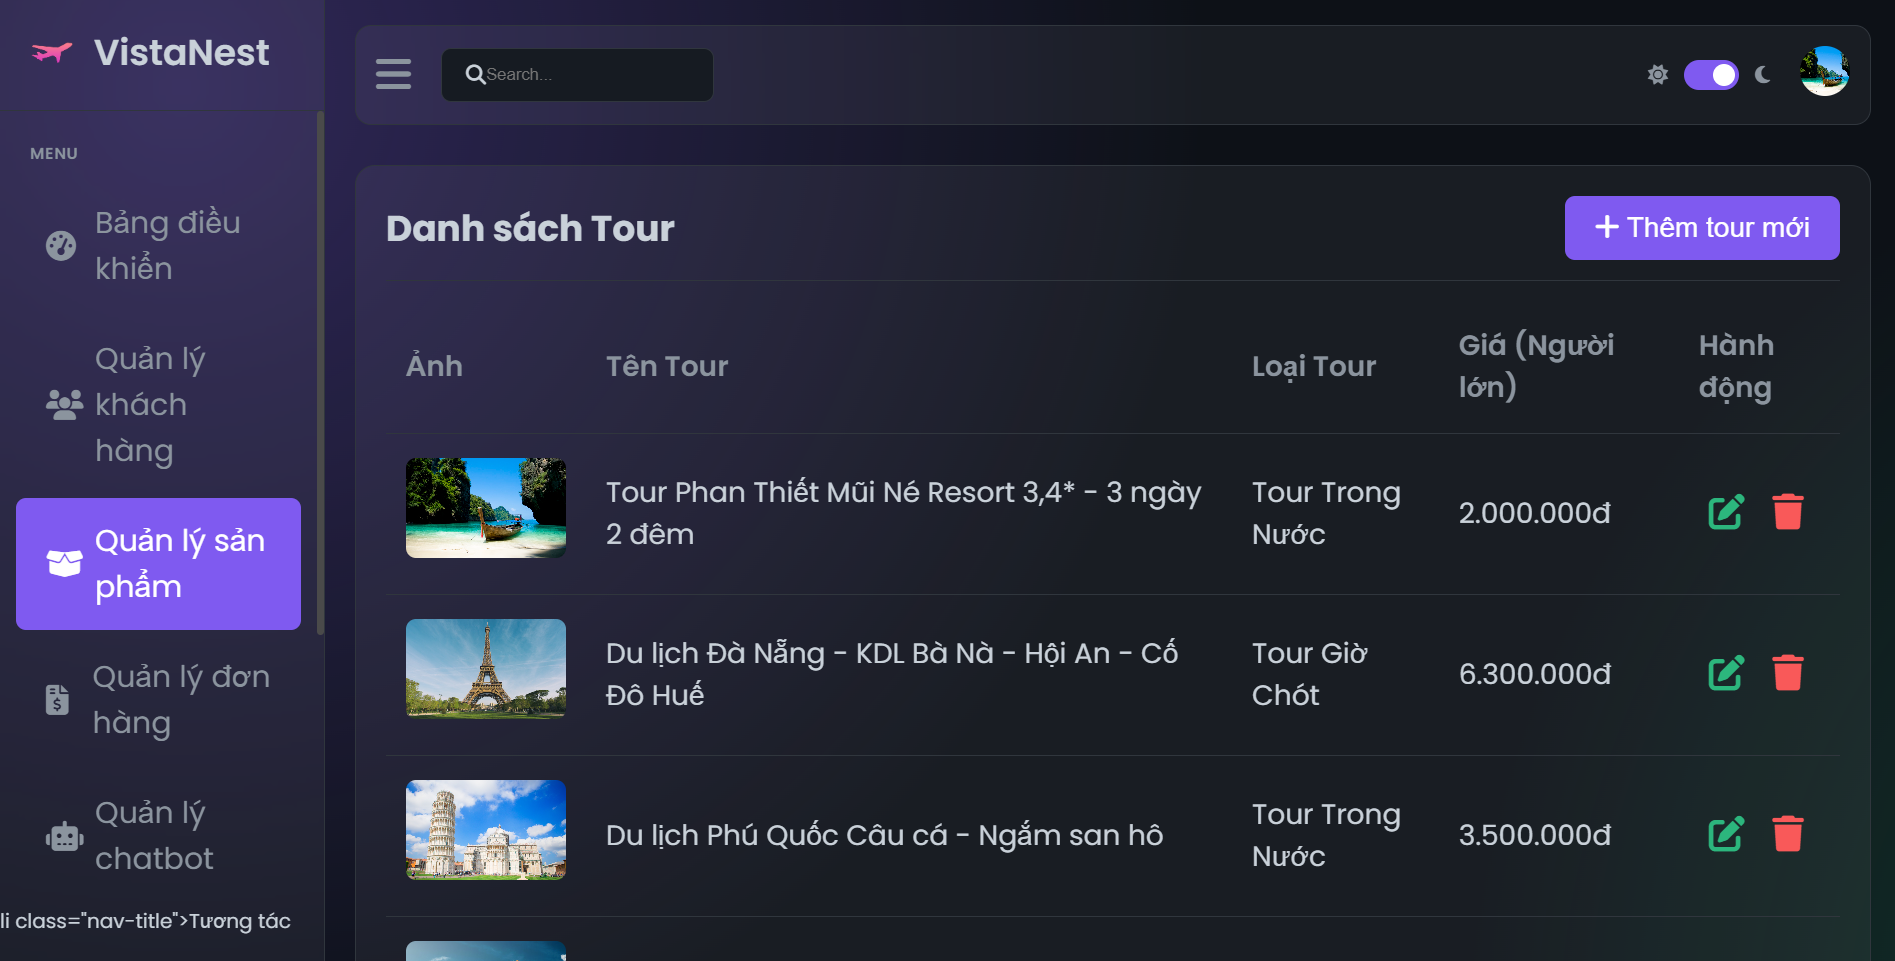 VistaNest
MENU
Bảng điều
khiển
Quản lý
khách
hàng
Quản lý sản
phẩm
Quản lý đơn
hàng
Quản lý
chatbot
li class="nav-title">Tương tác
Search...
Danh sách Tour
Thêm tour mới
Ảnh
Tên Tour
Loại Tour
Giá (Người
lớn)
Hành
động
Tour Phan Thiết Mũi Né Resort 3,4* - 3 ngày
2 đêm
Tour Trong
Nước
2.000.000đ
Du lịch Đà Nẵng - KDL Bà Nà - Hội An - Cố
Đô Huế
Tour Giờ
Chót
6.300.000đ
Du lịch Phú Quốc Câu cá - Ngắm san hô
Tour Trong
Nước
3.500.000đ